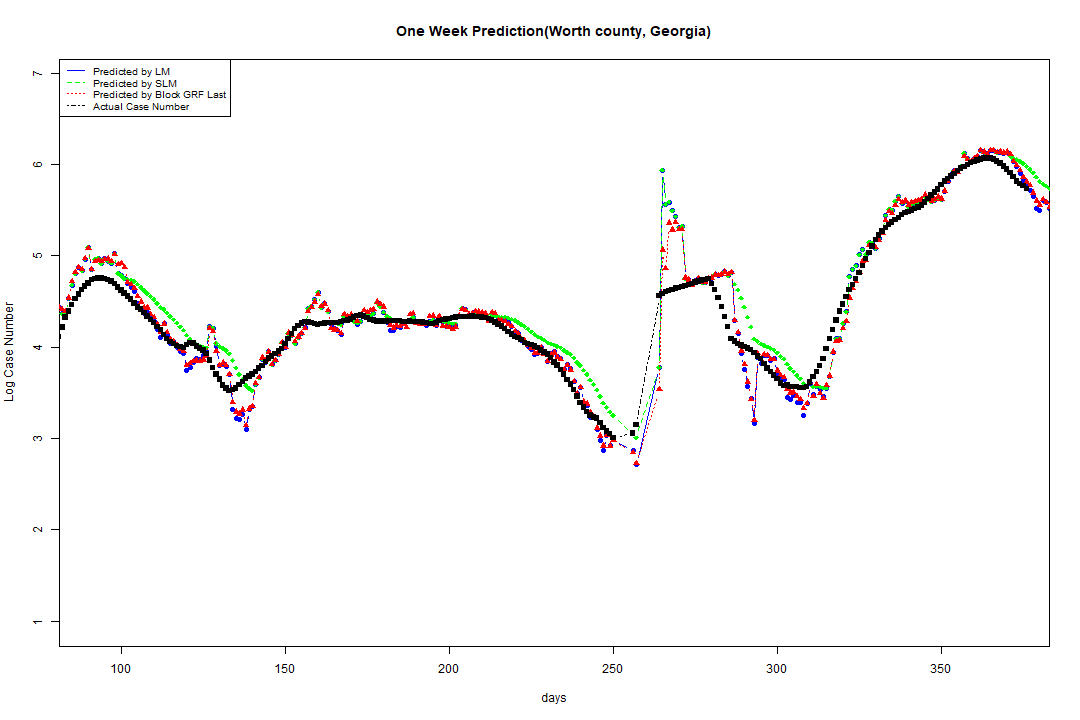 One Week Prediction(Worth county, Georgia)
Predicted by LM
Predicted by SLM
Predicted by Block GRF Last
Actual Case Number
Log Case Number
7
6
5
4
3
2
1
100 150 200 250 300 350
days